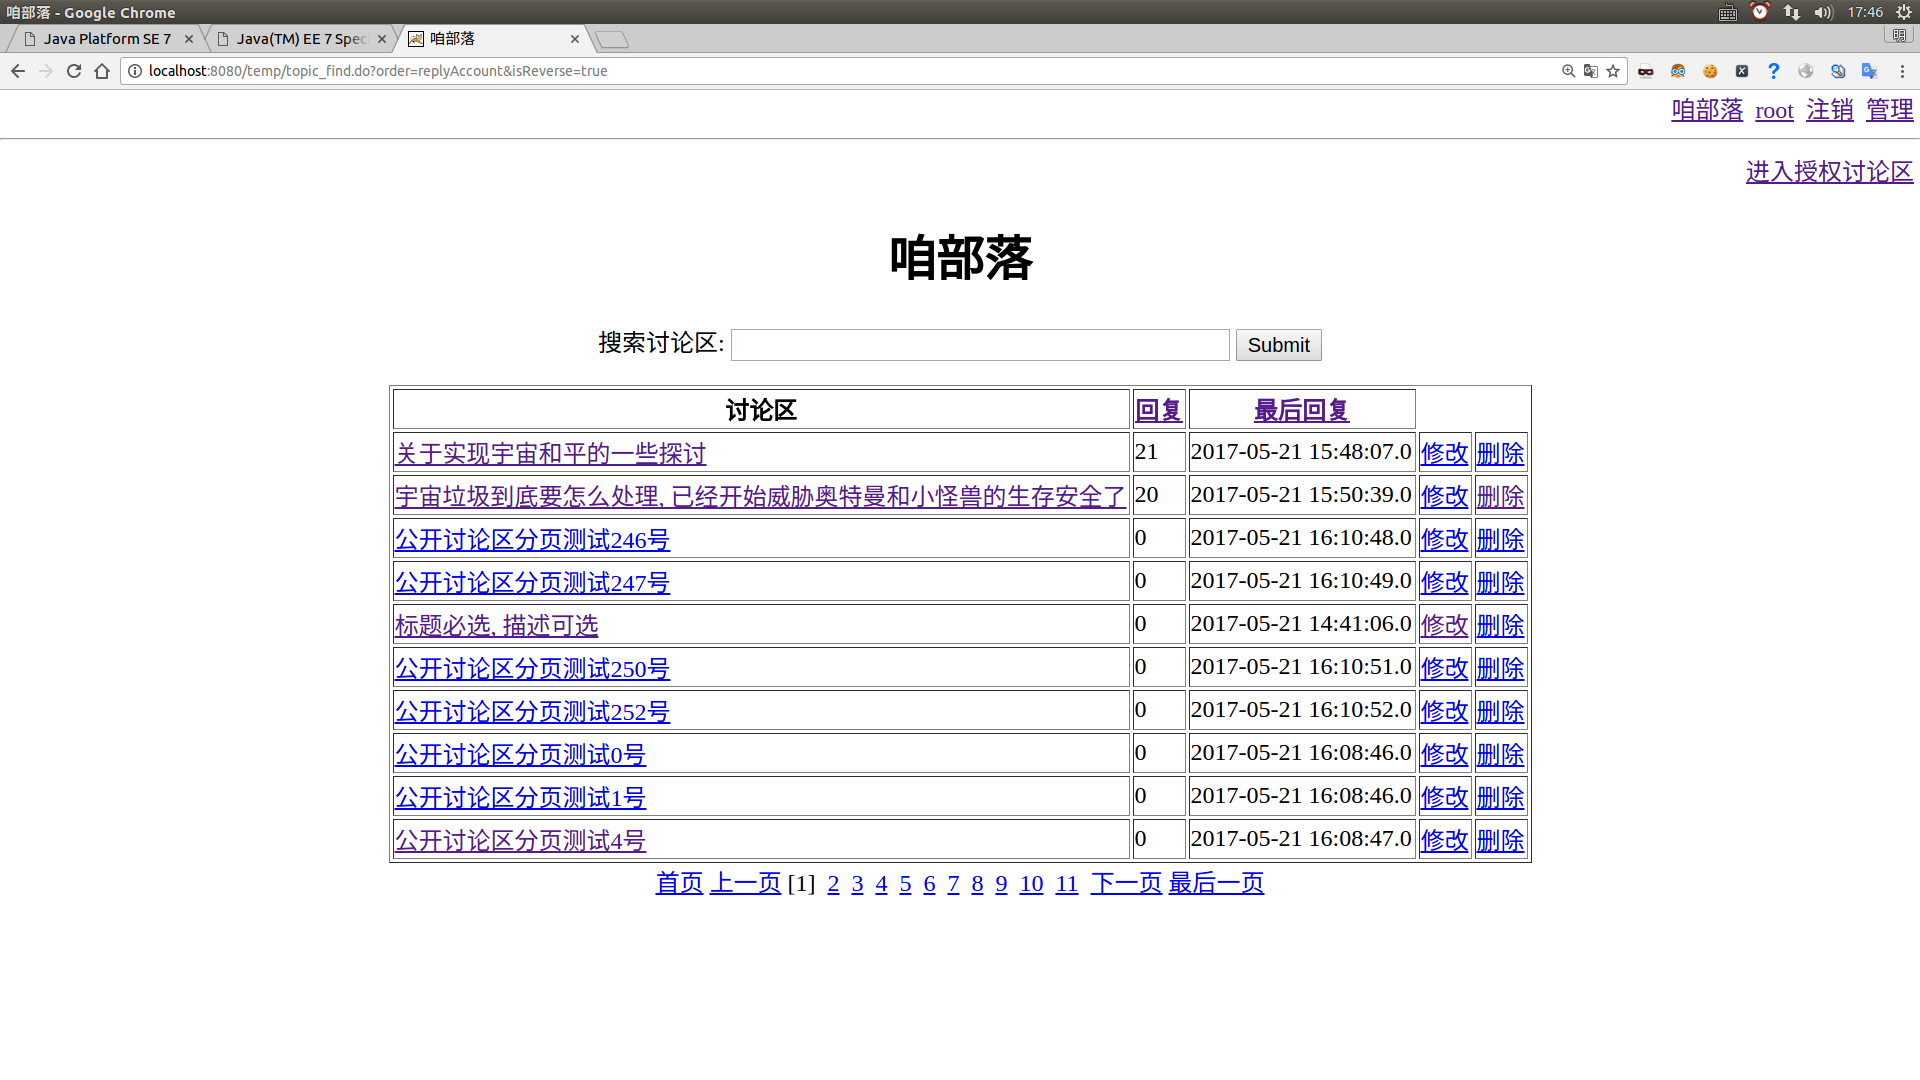 咱部落 - Google Chrome
17:46
Java Platform SE 7
Java(TM) EE 7 Spec
咱部落
localhost:8080/temp/topic_find.do?order=replyAccount&isReverse=true
咱部落 root 注销 管理
进入授权讨论区
咱部落
搜索讨论区: Submit
讨论区 回复 最后回复
关于实现宇宙和平的一些探讨 21 2017-05-21 15:48:07.0 修改 删除
宇宙垃圾到底要怎么处理, 已经开始威胁奥特曼和小怪兽的生存安全了 20 2017-05-21 15:50:39.0 修改 删除
公开讨论区分页测试246号 0 2017-05-21 16:10:48.0 修改 删除
公开讨论区分页测试247号 0 2017-05-21 16:10:49.0 修改 删除
标题必选, 描述可选 0 2017-05-21 14:41:06.0 修改 删除
公开讨论区分页测试250号 0 2017-05-21 16:10:51.0 修改 删除
公开讨论区分页测试252号 0 2017-05-21 16:10:52.0 修改 删除
公开讨论区分页测试0号 0 2017-05-21 16:08:46.0 修改 删除
公开讨论区分页测试1号 0 2017-05-21 16:08:46.0 修改 删除
公开讨论区分页测试4号 0 2017-05-21 16:08:47.0 修改 删除
首页 上一页 [1] 2 3 4 5 6 7 8 9 10 11 下一页 最后一页